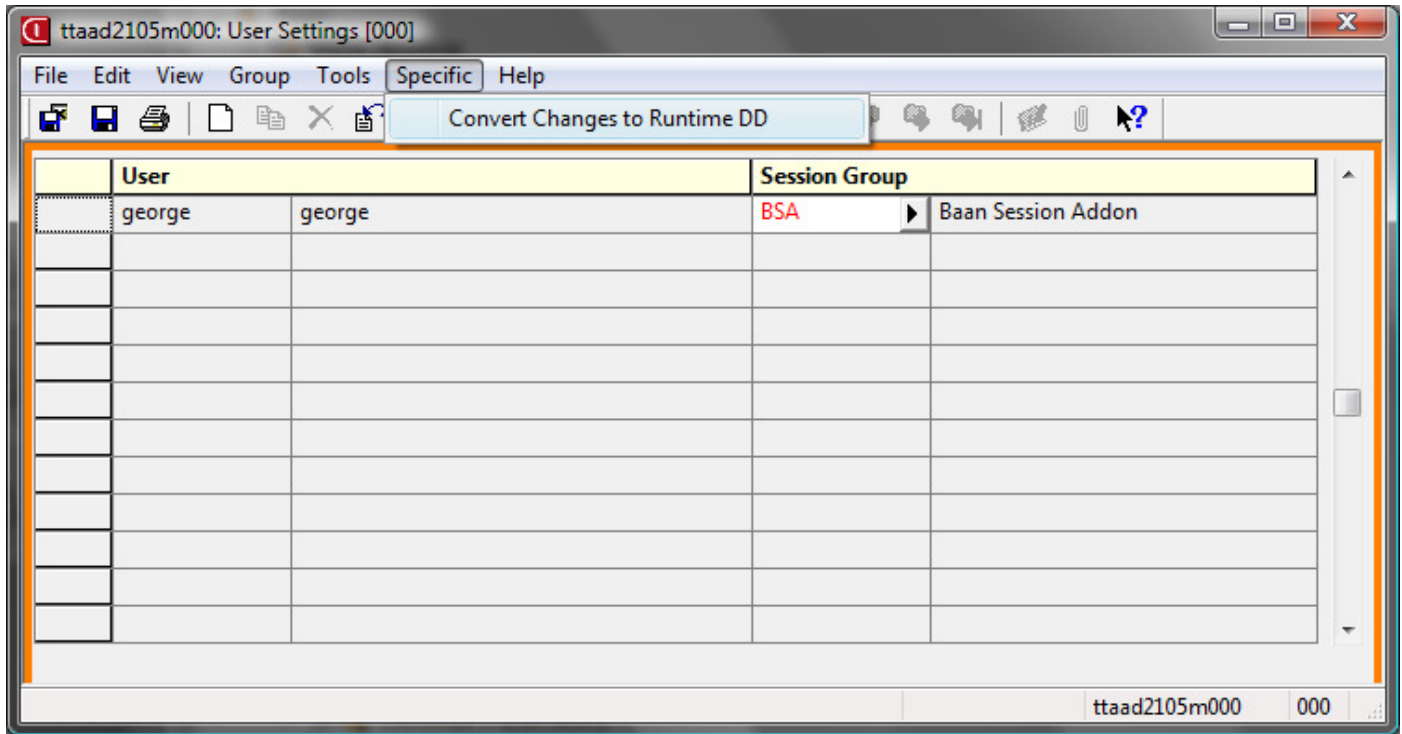 ttaad2105m000: User Settings [000]
File Edit View Group Tools Specific Help
Convert Changes to Runtime DD
User Session Group
george george BSA Baan Session Addon
ttaad2105m000 000